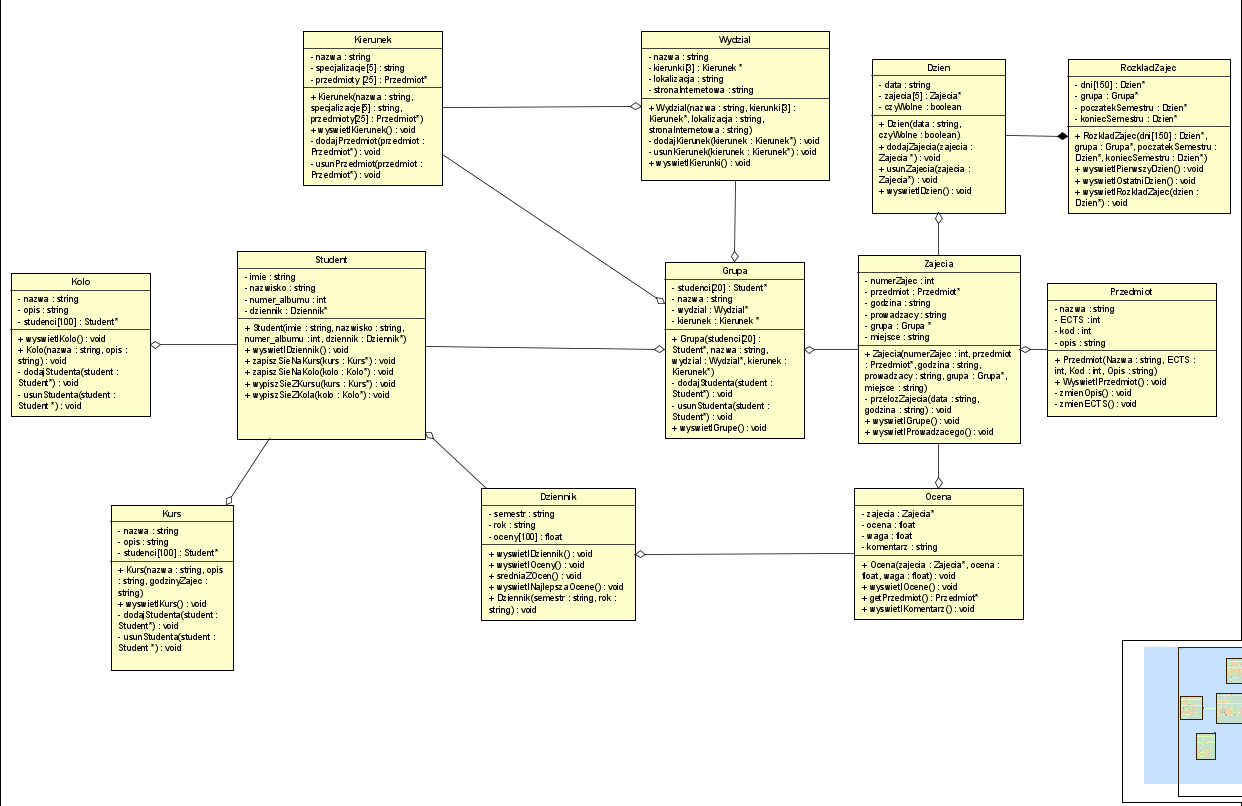 Kierunek
- nazwa : string
- specjalizacje[5] : string
- przedmioty [25] : Przedmiot*
+ Kierunek(nazwa : string,
specjalizacje[5] : string,
przedmioty[25] : Przedmiot*)
+ wyswietlKierunek() : void
- dodajPrzedmiot(przedmiot :
Przedmiot*) : void
- usunPrzedmiot(przedmiot :
Przedmiot*) : void
Wydzial
- nazwa : string
- kierunki[3] : Kierunek *
- lokalizacja : string
- stronaInternetowa : string
+ Wydzial(nazwa : string, kierunki[3] :
Kierunek*, lokalizacja : string,
stronaInternetowa : string)
- dodajKierunek(kierunek : Kierunek*) : void
- usunKierunek(kierunek : Kierunek*) : void
+ wyswietlKierunki() : void
Dzien
- data : string
- zajecia[5] : Zajecia*
- czyWolne : boolean
+ Dzien(data : string,
czyWolne : boolean)
+ dodajZajecia(zajecia :
Zajecia *) : void
+ usunZajecia(zajecia :
Zajecia*) : void
+ wyswietlDzien() : void
RozkladZajec
- dni[150] : Dzien*
- grupa : Grupa*
- poczatekSemestru : Dzien*
- koniecSemestru : Dzien*
+ RozkladZajec(dni[150] : Dzien*,
grupa : Grupa*, poczatekSemestru :
Dzien*, koniecSemestru : Dzien*)
+ wyswietlPierwszyDzien() : void
+ wyswietlOstatniDzien() : void
+ wyswietlRozkladZajec(dzien :
Dzien*) : void
Kolo
- nazwa : string
- opis : string
- studenci[100] : Student*
+ wyswietlKolo() : void
+ Kolo(nazwa : string, opis :
string) : void
- dodajStudenta(student :
Student*) : void
- usunStudenta(student :
Student *) : void
Student
- imie : string
- nazwisko : string
- numer_albumu : int
- dziennik : Dziennik*
+ Student(imie : string, nazwisko : string,
numer_albumu : int, dziennik : Dziennik*)
+ wyswietlDziennik() : void
+ zapiszSieNaKurs(kurs : Kurs*) : void
+ zapiszSieNaKolo(kolo : Kolo*) : void
+ wypiszSieZKursu(kurs : Kurs*) : void
+ wypiszSieZKola(kolo : Kolo*) : void
Grupa
- studenci[20] : Student*
- nazwa : string
- wydzial : Wydzial*
- kierunek : Kierunek *
+ Grupa(studenci[20] :
Student*, nazwa : string,
wydzial : Wydzial*, kierunek :
Kierunek*)
- dodajStudenta(student :
Student*) : void
- usunStudenta(student :
Student*) : void
+ wyswietlGrupe() : void
Zajecia
- numerZajec : int
- przedmiot : Przedmiot*
- godzina : string
- prowadzacy : string
- grupa : Grupa *
- miejsce : string
+ Zajecia(numerZajec : int, przedmiot
: Przedmiot*, godzina : string,
prowadzacy : string, grupa : Grupa*,
miejsce : string)
- przelozZajecia(data : string,
godzina : string) : void
+ wyswietlGrupe() : void
+ wyswietlProwadzacego() : void
Przedmiot
- nazwa : string
- ECTS : int
- kod : int
- opis : string
+ Przedmiot(Nazwa : string, ECTS :
int, Kod : int, Opis : string)
+ WyswietlPrzedmiot() : void
- zmienOpis() : void
- zmienECTS() : void
Kurs
- nazwa : string
- opis : string
- studenci[100] : Student*
+ Kurs(nazwa : string, opis
: string, godzinyZajec :
string)
+ wyswietlKurs() : void
- dodajStudenta(student :
Student*) : void
- usunStudenta(student :
Student *) : void
Dziennik
- semestr : string
- rok : string
- oceny[100] : float
+ wyswietlDziennik() : void
+ wyswietlOceny() : void
+ sredniaZOcen() : void
+ wyswietlNajlepszaOcene() : void
+ Dziennik(semestr : string, rok :
string) : void
Ocena
- zajecia : Zajecia*
- ocena : float
- waga : float
- komentarz : string
+ Ocena(zajecia : Zajecia*, ocena :
float, waga : float) : void
+ wyswietlOcene() : void
+ getPrzedmiot() : Przedmiot*
+ wyswietlKomentarz() : void